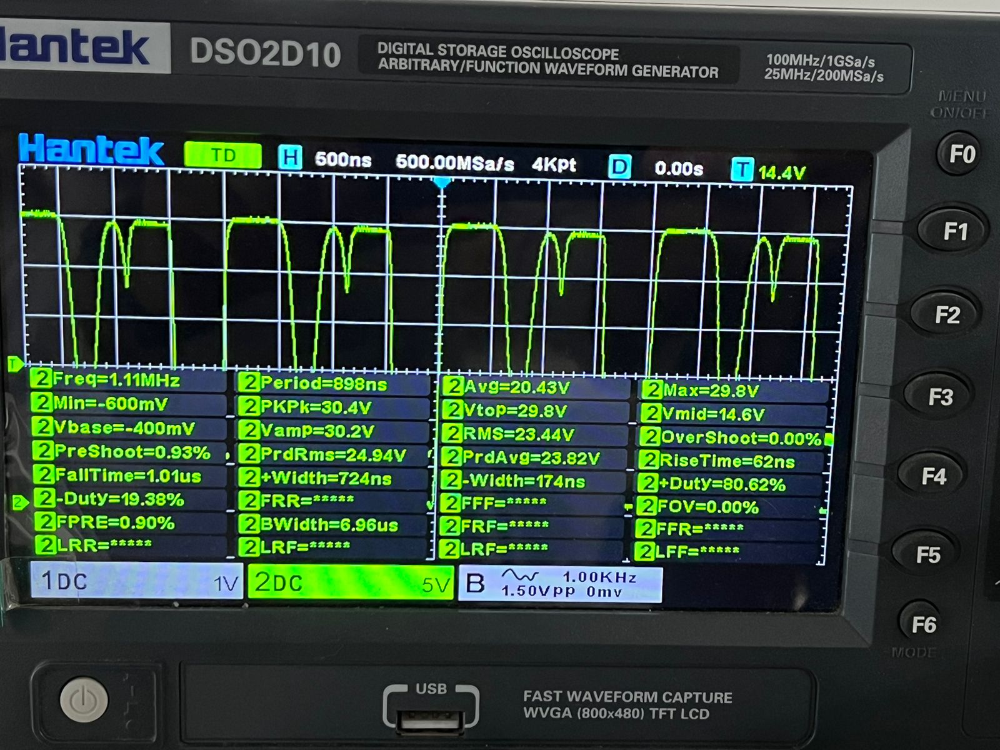 Hantek DSO2D10 DIGITAL STORAGE OSCILLOSCOPE
ARBITRARY/FUNCTION WAVEFORM GENERATOR
100MHz/1GSa/s
25MHz/200MSa/s
MENU
ON/OFF
Hantek TD H 500ns 500.00MSa/s 4Kpt D 0.00s T 14.4V
F0
F1
F2
F3
F4
F5
F6
MODE
T
2
2Freq=1.11MHz 2Period=898ns 2Avg=20.43V 2Max=29.8V
2Min=-600mV 2PKPk=30.4V 2Vtop=29.8V 2Vmid=14.6V
2Vbase=-400mV 2Vamp=30.2V 2RMS=23.44V 2OverShoot=0.00%
2PreShoot=0.93% 2PrdRms=24.94V 2PrdAvg=23.82V 2RiseTime=62ns
2FallTime=1.01us 2+Width=724ns 2-Width=174ns 2+Duty=80.62%
2-Duty=19.38% 2FRR=***** 2FFF=***** 2FOV=0.00%
2FPRE=0.90% 2BWidth=6.96us 2FRF=***** 2FFR=*****
2LRR=***** 2LRF=***** 2LRF=***** 2LFF=*****
1DC 1V 2DC 5V B 1.00KHz
1.50Vpp 0mv
USB
FAST WAVEFORM CAPTURE
WVGA (800x480) TFT LCD